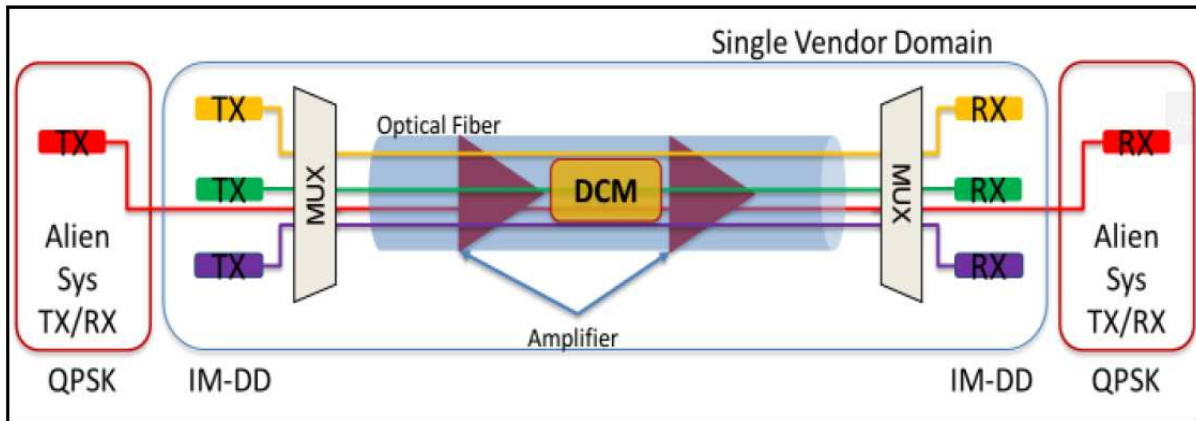 Single Vendor Domain
TX
TX
TX
TX
Alien
Sys
TX/RX
QPSK
IM-DD
MUX
Optical Fiber
DCM
Amplifier
MUX
RX
RX
RX
IM-DD
RX
Alien
Sys
TX/RX
QPSK